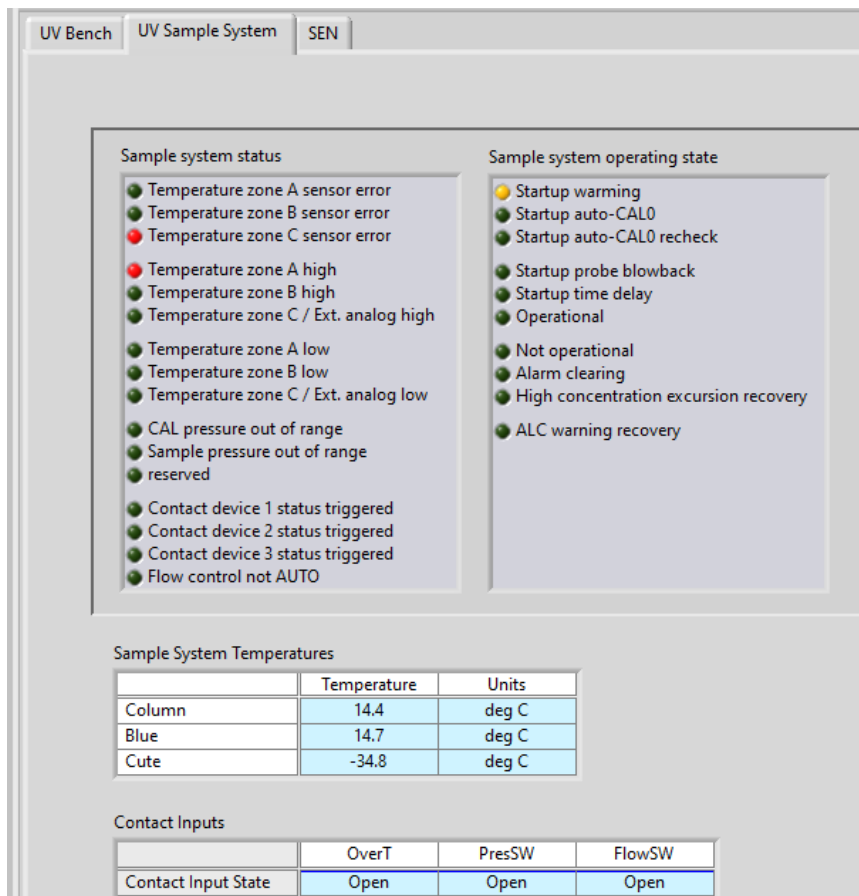 UV Bench UV Sample System SEN
Sample system status
Temperature zone A sensor error
Temperature zone B sensor error
Temperature zone C sensor error
Temperature zone A high
Temperature zone B high
Temperature zone C / Ext. analog high
Temperature zone A low
Temperature zone B low
Temperature zone C / Ext. analog low
CAL pressure out of range
Sample pressure out of range
reserved
Contact device 1 status triggered
Contact device 2 status triggered
Contact device 3 status triggered
Flow control not AUTO
Sample system operating state
Startup warming
Startup auto-CAL0
Startup auto-CAL0 recheck
Startup probe blowback
Startup time delay
Operational
Not operational
Alarm clearing
High concentration excursion recovery
ALC warning recovery
Sample System Temperatures
Temperature Units
Column 14.4 deg C
Blue 14.7 deg C
Cute -34.8 deg C
Contact Inputs
OverT PresSW FlowSW
Contact Input State Open Open Open